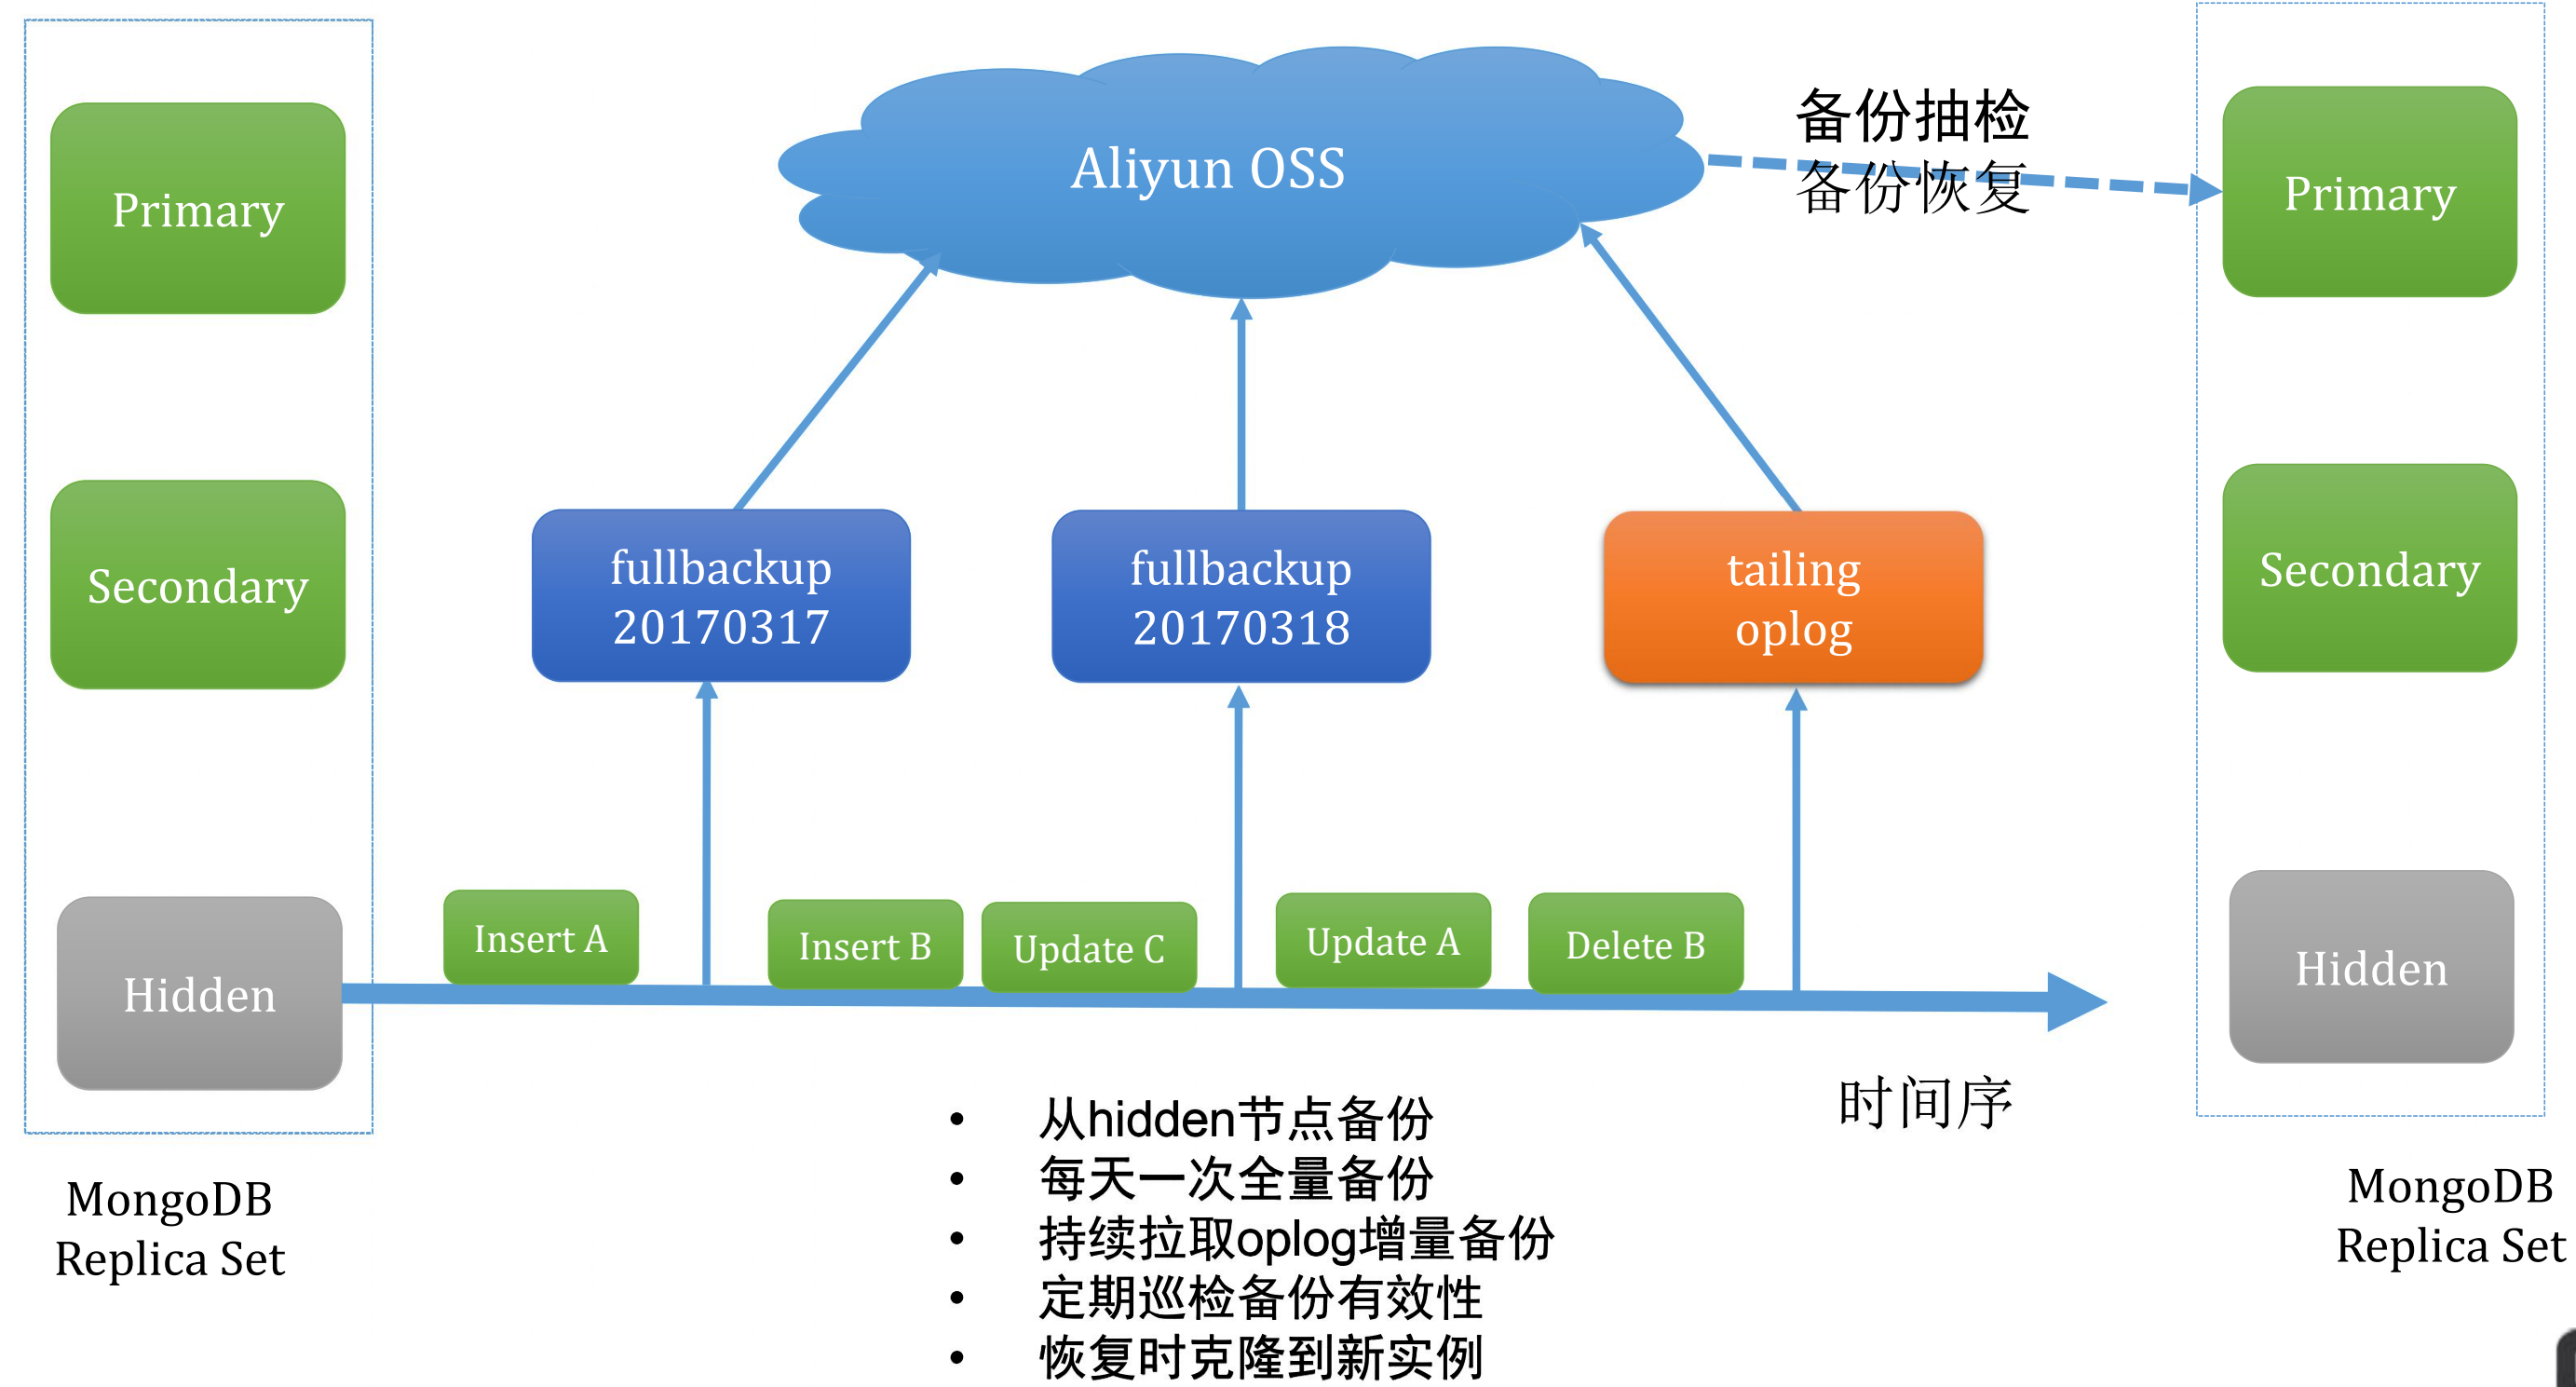 Aliyun OSS
备份抽检
备份恢复
Primary
Primary
Secondary
fullbackup
20170317
fullbackup
20170318
tailing
oplog
Secondary
Hidden
Insert A
Insert B
Update C
Update A
Delete B
Hidden
时间序
MongoDB
Replica Set
从hidden节点备份
每天一次全量备份
持续拉取oplog增量备份
定期巡检备份有效性
恢复时克隆到新实例
MongoDB
Replica Set